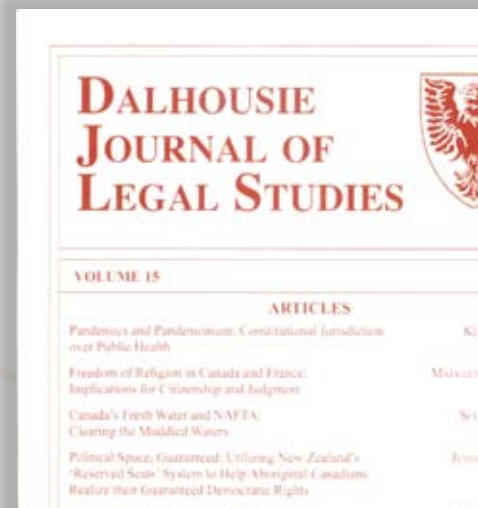 DALHOUSIE
JOURNAL OF
LEGAL STUDIES
VOLUME 15
ARTICLES
Pandemics and Pandemonium: Constitutional Jurisdiction
over Public Health
Freedom of Religion in Canada and France:
Implications for Citizenship and Judgment
Canada's Fresh Water and NAFTA:
Clearing the Muddied Waters
Political Space, Guaranteed: Utilizing New Zealand's
'Reserved Seats' System to Help Aboriginal Canadians
Realize their Guaranteed Democratic Rights